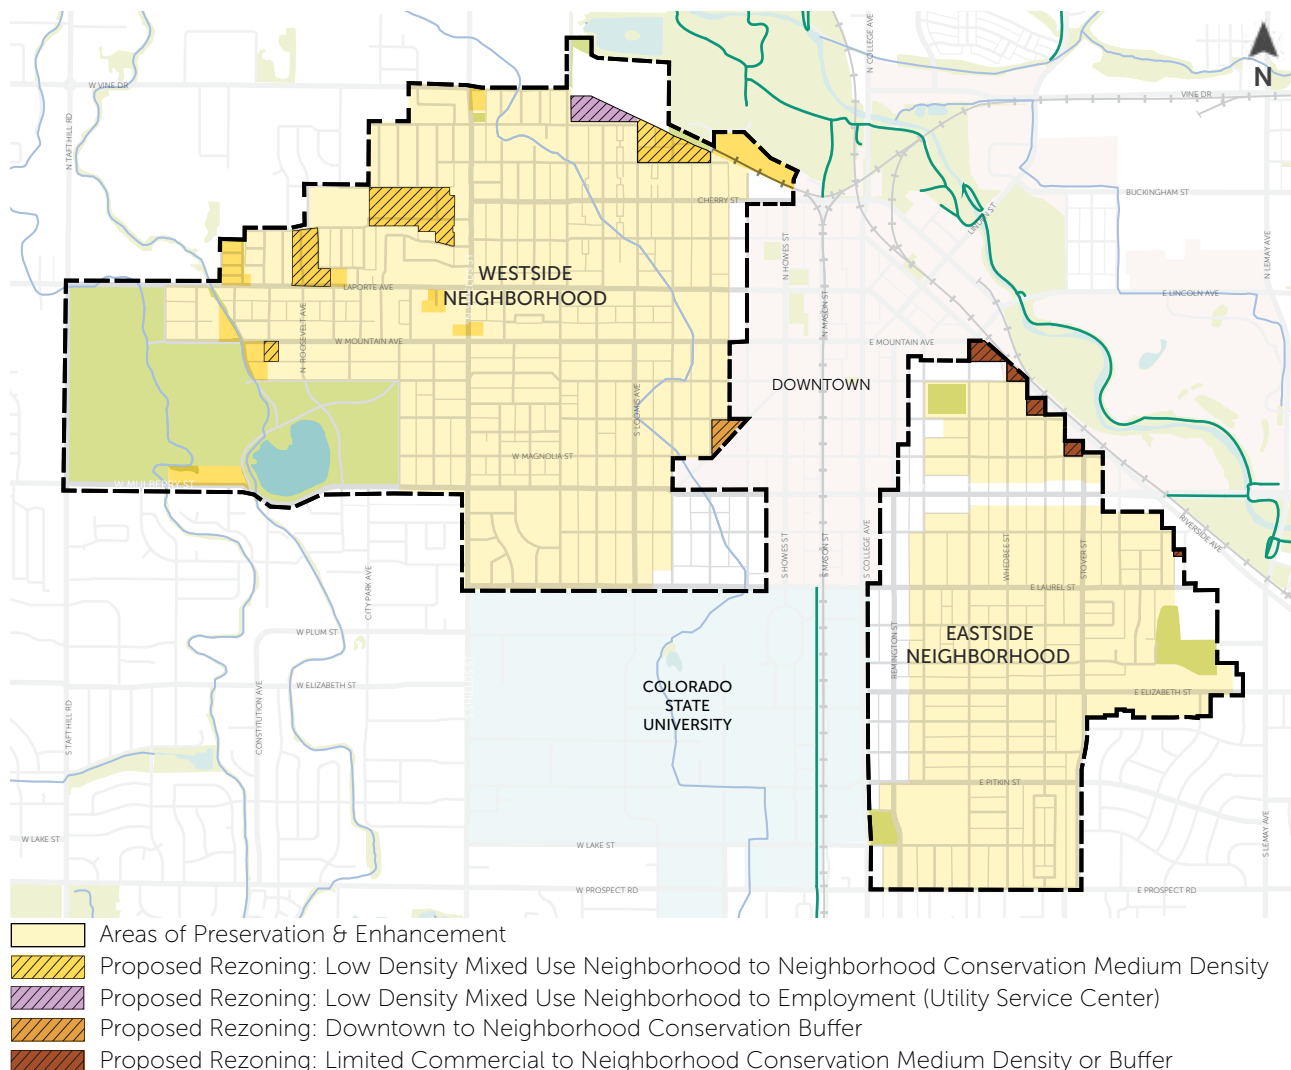 N COLLEGE AVE
N
W VINE DR
VINE DR
N TAFT HILL RD
BUCKINGHAM ST
CHERRY ST
LINCOLN ST
N HOWES ST
N LEMAY AVE
WESTSIDE
NEIGHBORHOOD
LAPORTE AVE
E LINCOLN AVE
N MASON ST
N ROOSEVELT AVE
W MOUNTAIN AVE
E MOUNTAIN AVE
DOWNTOWN
S LOOMIS AVE
W MAGNOLIA ST
W MULBERRY ST
RIVERSIDE AVE
S HOWES ST
S MASON ST
S COLLEGE AVE
WHEDBEE ST
STOVER ST
E LAUREL ST
CITY PARK AVE
W PLUM ST
REMINGTON ST
EASTSIDE
NEIGHBORHOOD
W ELIZABETH ST
E ELIZABETH ST
COLORADO
STATE
UNIVERSITY
S TAFT HILL RD
CONSTITUTION AVE
E PITKIN ST
W LAKE ST
W LAKE ST
S LEMAY AVE
W PROSPECT RD
E PROSPECT RD
Areas of Preservation & Enhancement
Proposed Rezoning: Low Density Mixed Use Neighborhood to Neighborhood Conservation Medium Density
Proposed Rezoning: Low Density Mixed Use Neighborhood to Employment (Utility Service Center)
Proposed Rezoning: Downtown to Neighborhood Conservation Buffer
Proposed Rezoning: Limited Commercial to Neighborhood Conservation Medium Density or Buffer